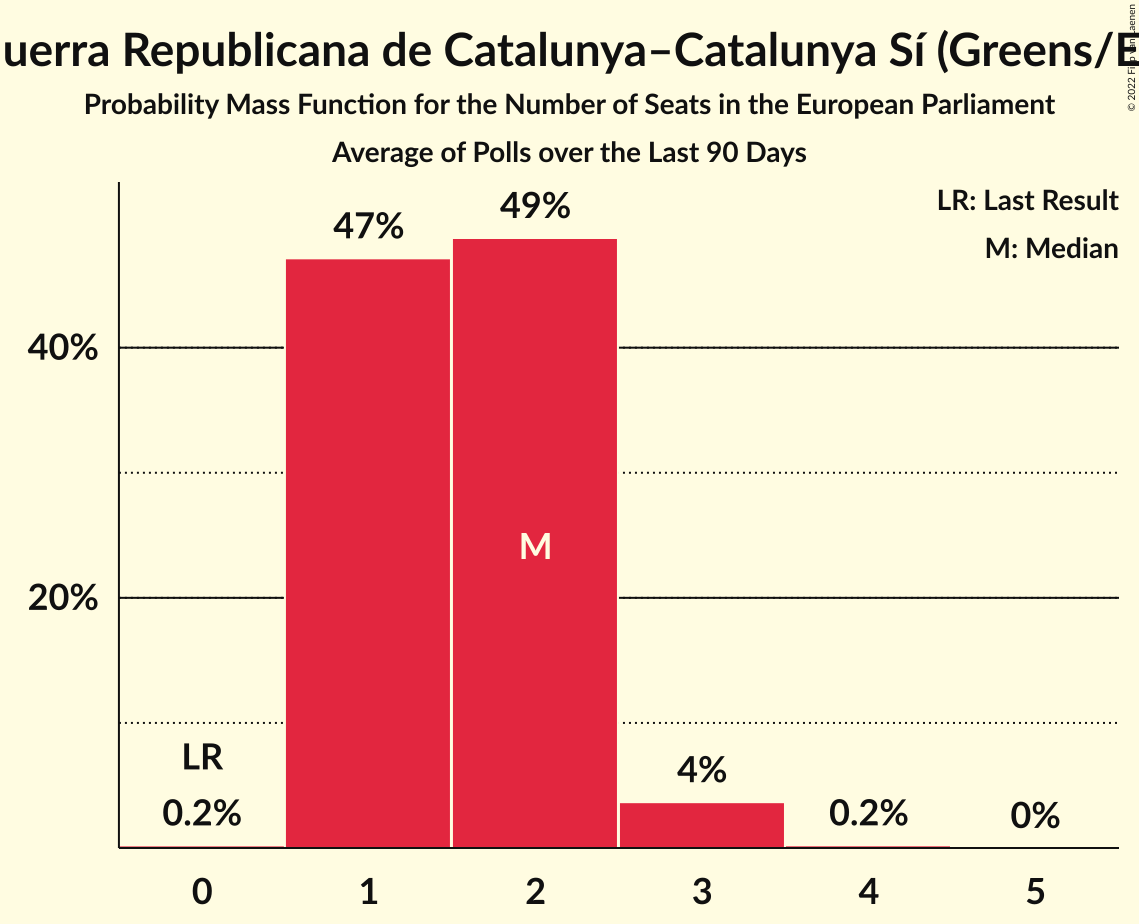 uerra Republicana de Catalunya–Catalunya Sí (Greens/E
Probability Mass Function for the Number of Seats in the European Parliament
Average of Polls over the Last 90 Days
LR: Last Result
M: Median
47%
49%
40%
20%
M
LR
0.2%
4%
0.2%
0%
0 1 2 3 4 5
© 2022 Filip